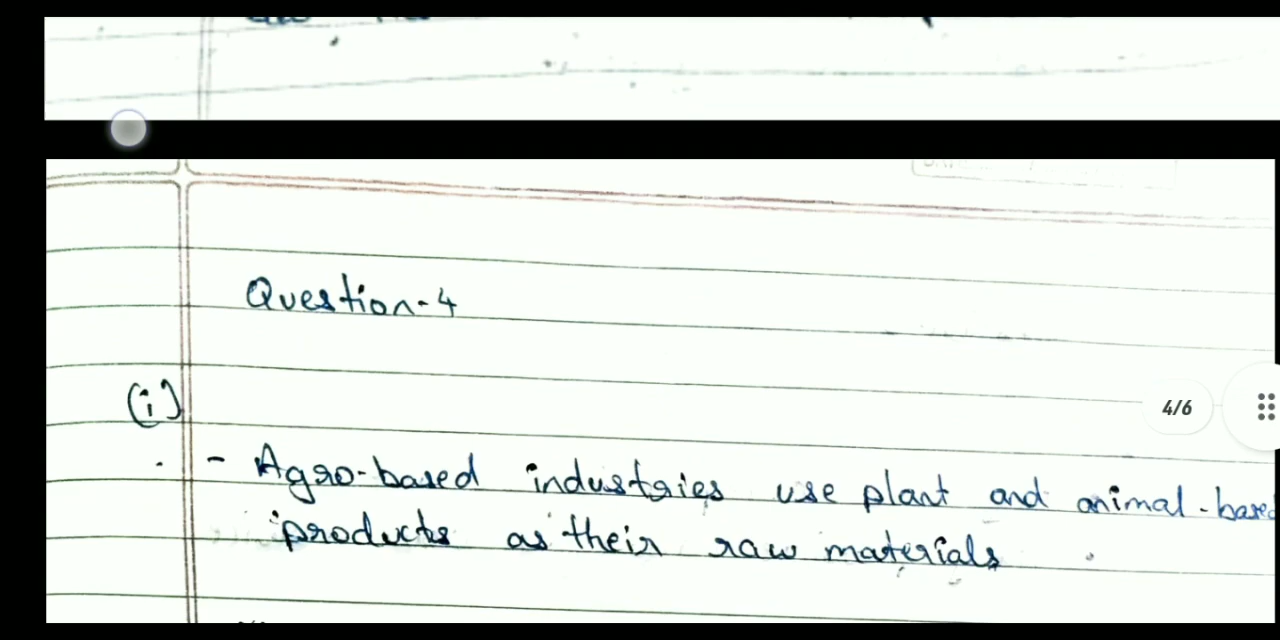 Question-4
4/6
(i)
- Agro-based industries use plant and animal-based
products as their raw materials